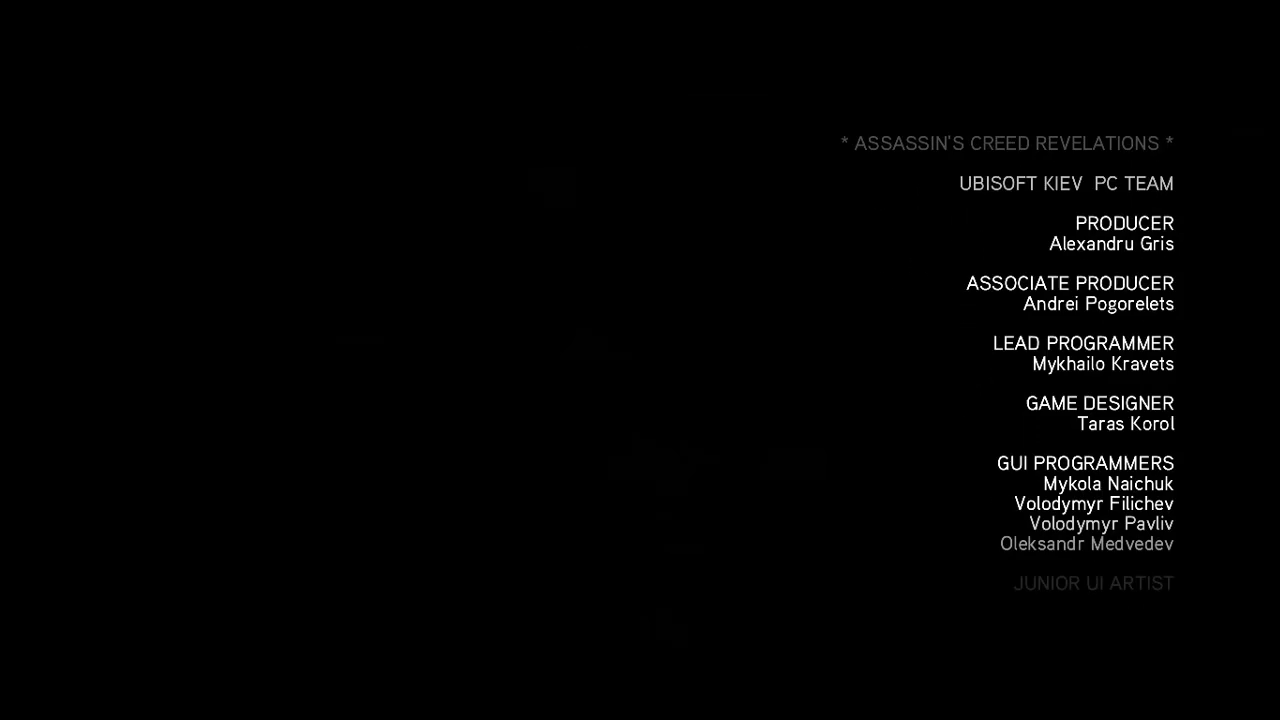 * ASSASSIN'S CREED REVELATIONS *
UBISOFT KIEV  PC TEAM
PRODUCER
Alexandru Gris
ASSOCIATE PRODUCER
Andrei Pogorelets
LEAD PROGRAMMER
Mykhailo Kravets
GAME DESIGNER
Taras Korol
GUI PROGRAMMERS
Mykola Naichuk
Volodymyr Filichev
Volodymyr Pavliv
Oleksandr Medvedev
JUNIOR UI ARTIST